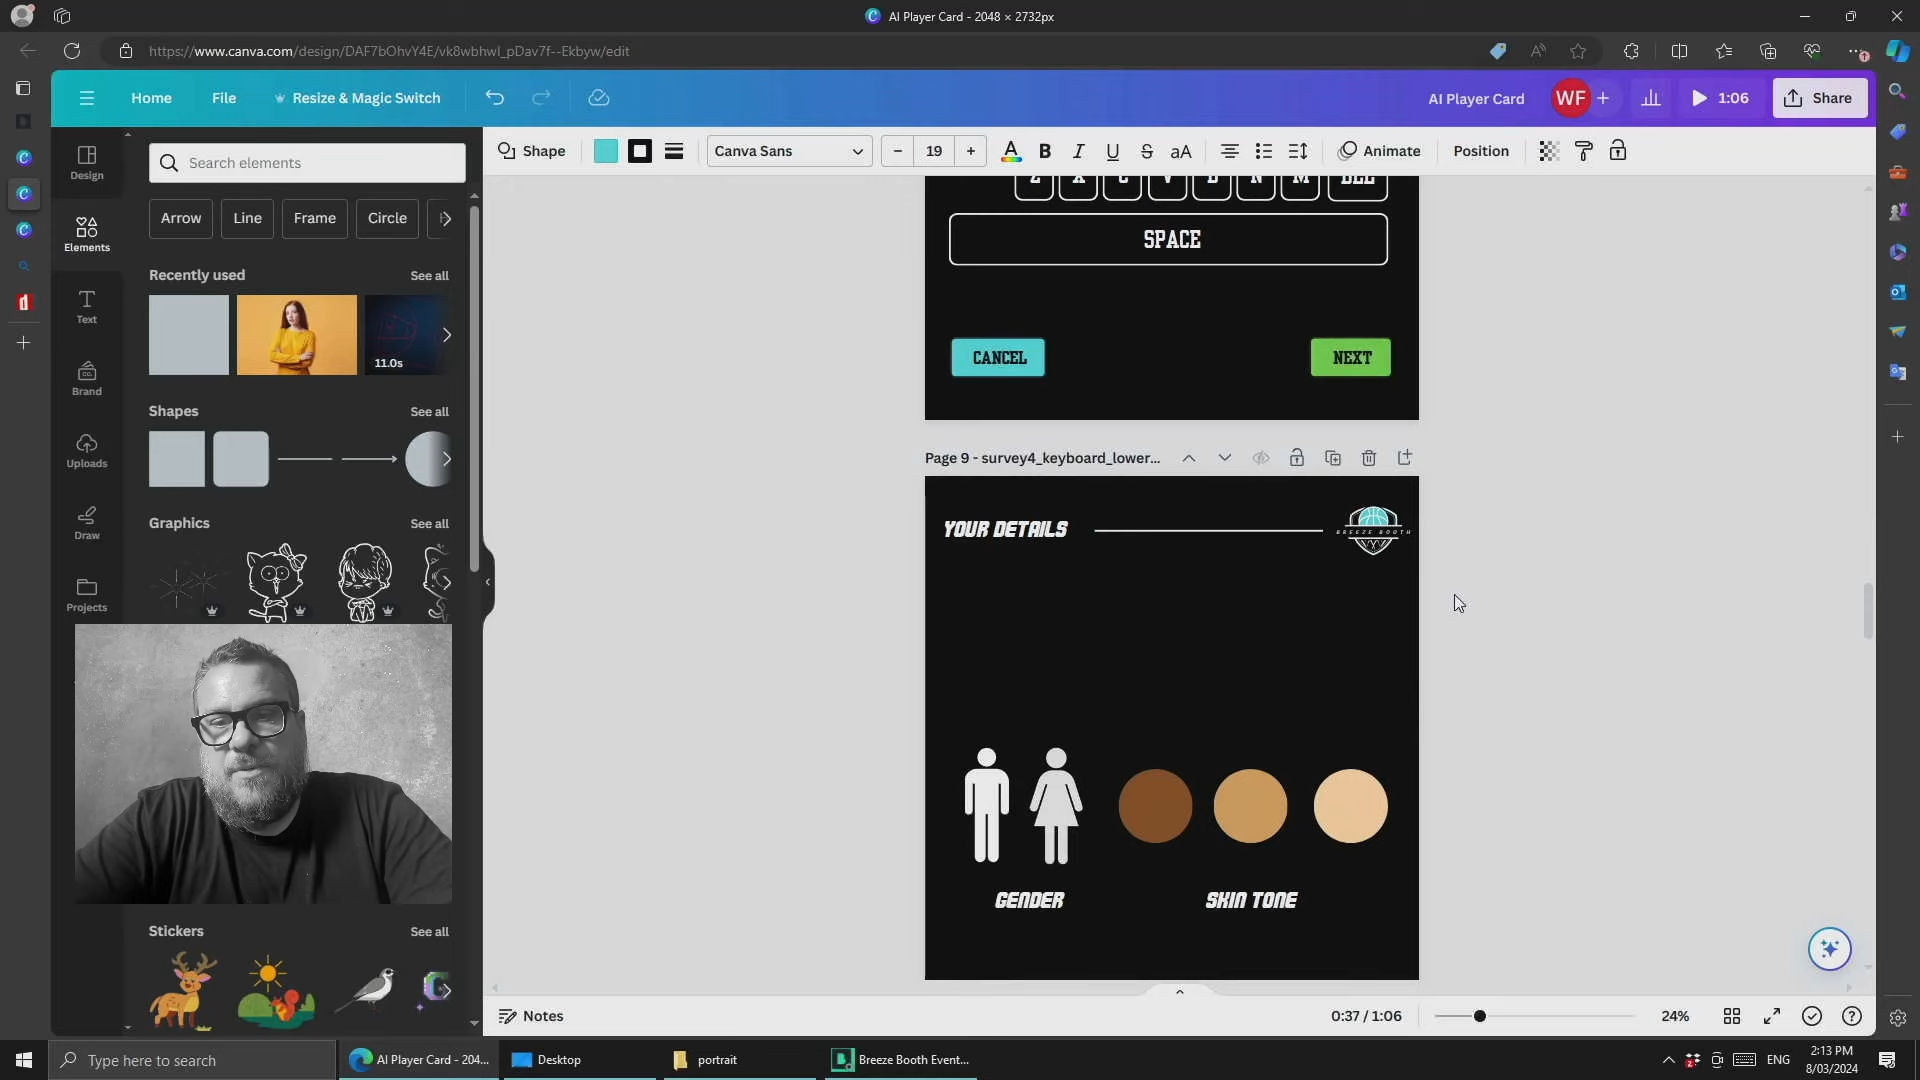 AI Player Card - 2048 × 2732px
https://www.canva.com/design/DAF7bOhvY4E/vk8wbhwI_pDav7f--Ekbyw/edit
Home
File
Resize & Magic Switch
AI Player Card
WF
1:06
Share
Shape
Canva Sans
19
B
I
U
S
aA
Animate
Position
Design
Elements
Text
Brand
Uploads
Draw
Projects
Search elements
Arrow
Line
Frame
Circle
Recently used
See all
11.0s
Shapes
See all
Graphics
See all
Stickers
See all
Z X C V B N M DEL
SPACE
CANCEL
NEXT
Page 9 - survey4_keyboard_lower...
YOUR DETAILS
BREEZE BOOTH
GENDER
SKIN TONE
Notes
0:37 / 1:06
24%
Type here to search
AI Player Card - 204...
Desktop
portrait
Breeze Booth Event...
ENG
2:13 PM
8/03/2024